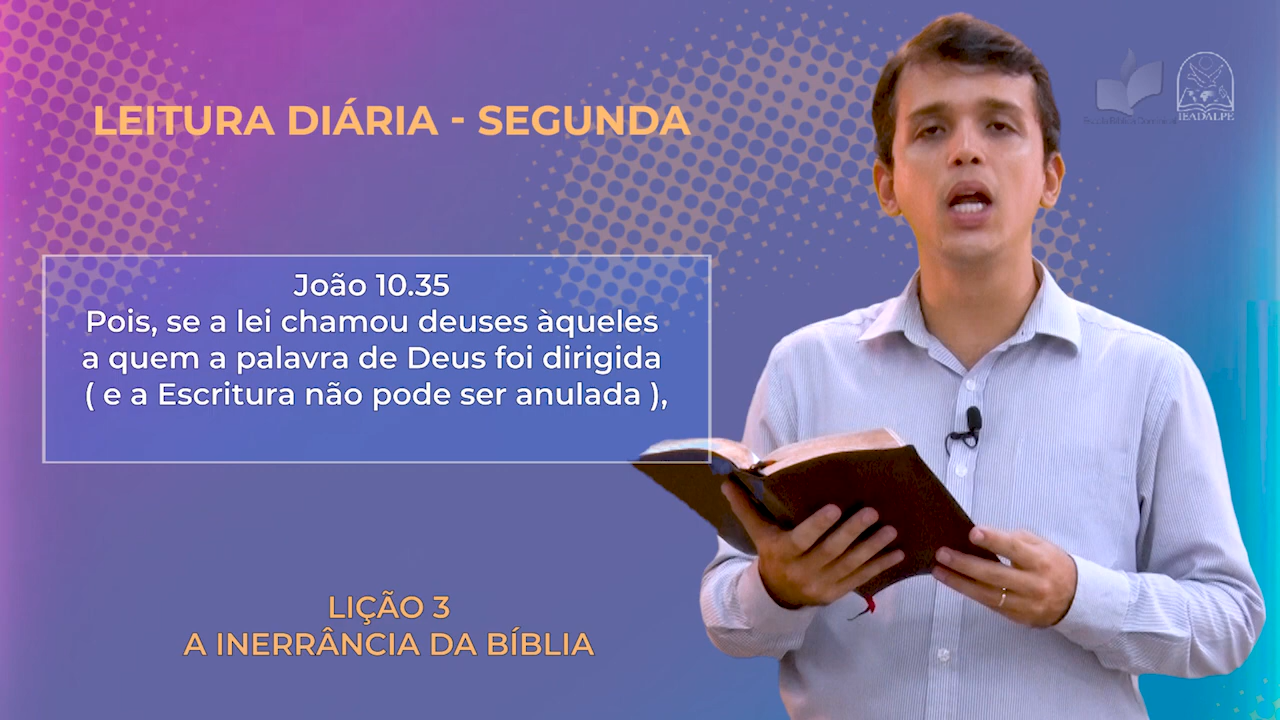 LEITURA DIÁRIA - SEGUNDA
IEADALPE
João 10.35
Pois, se a lei chamou deuses àqueles
a quem a palavra de Deus foi dirigida
( e a Escritura não pode ser anulada ),
LIÇÃO 3
A INERRÂNCIA DA BÍBLIA